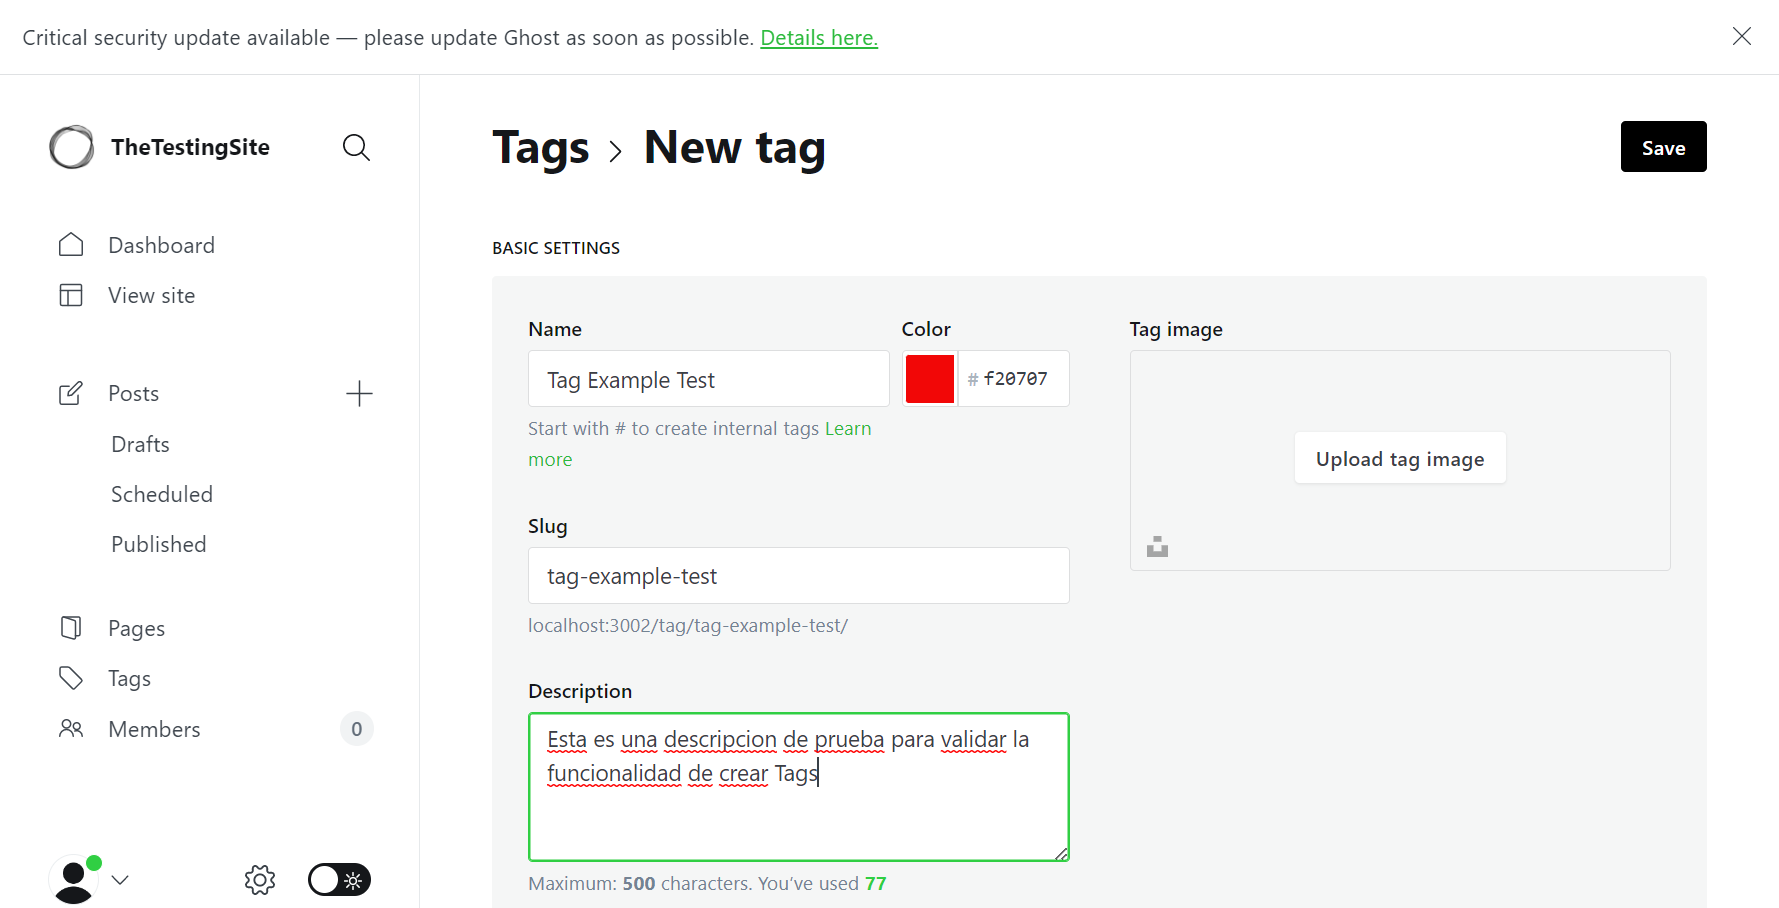 Critical security update available — please update Ghost as soon as possible. Details here.
TheTestingSite
Dashboard
View site
Posts
Drafts
Scheduled
Published
Pages
Tags
Members
0
Tags > New tag
Save
BASIC SETTINGS
Name
Tag Example Test
Start with # to create internal tags Learn
more
Color
# f20707
Slug
tag-example-test
localhost:3002/tag/tag-example-test/
Description
Esta es una descripcion de prueba para validar la
funcionalidad de crear Tags
Maximum: 500 characters. You’ve used 77
Tag image
Upload tag image